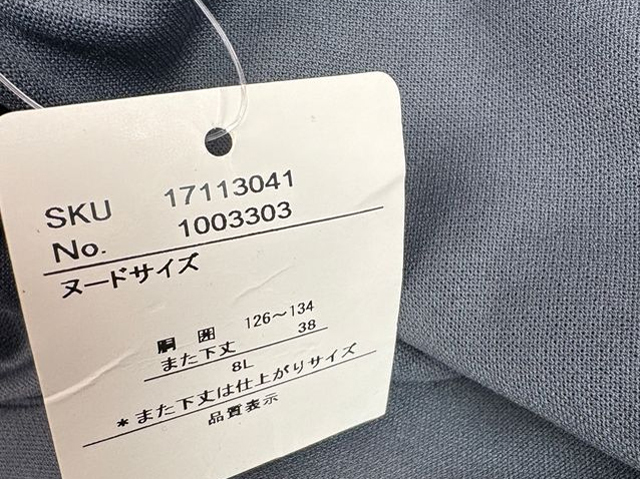 SKU 17113041
No. 1003303
ヌードサイズ
胴囲 126～134
また下丈 38
8L
*また下丈は仕上がりサイズ
品質表示